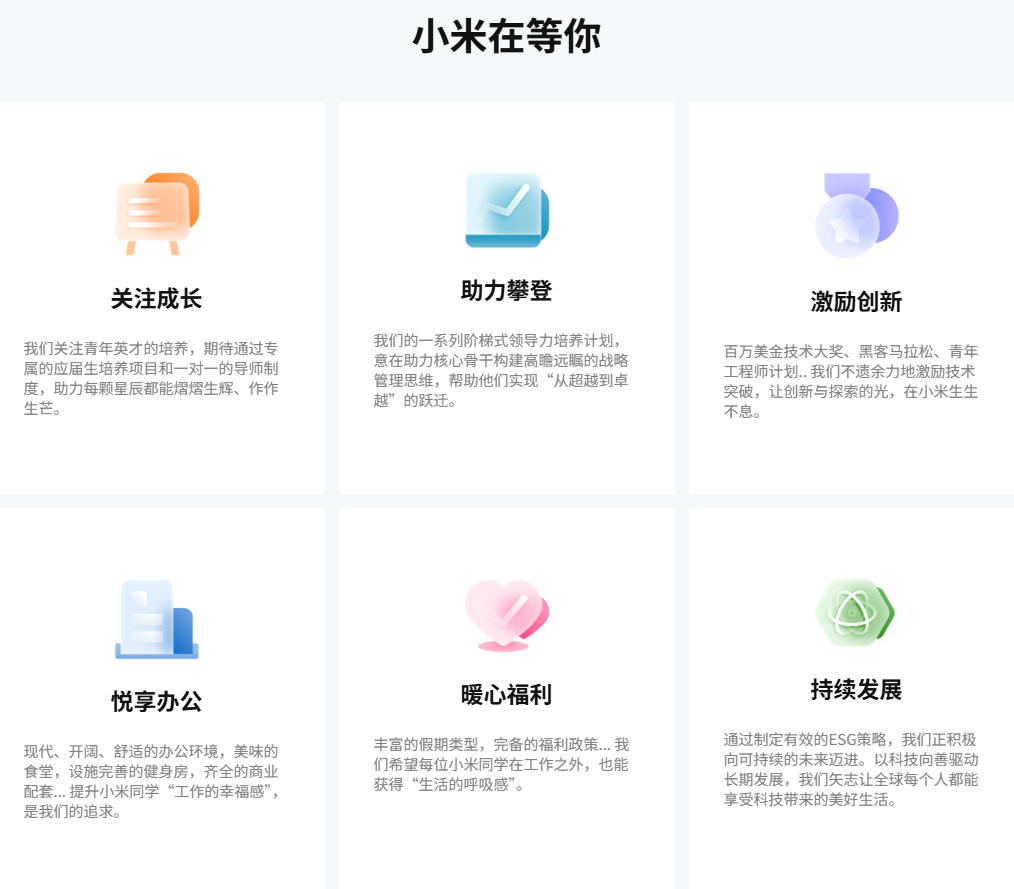 小米在等你
关注成长
我们关注青年英才的培养，期待通过专
属的应届生培养项目和一对一的导师制
度，助力每颗星辰都能熠熠生辉、作作
生芒。
助力攀登
我们的一系列阶梯式领导力培养计划，
意在助力核心骨干构建高瞻远瞩的战略
管理思维，帮助他们实现“从超越到卓
越”的跃迁。
激励创新
百万美金技术大奖、黑客马拉松、青年
工程师计划.. 我们不遗余力地激励技术
突破，让创新与探索的光，在小米生生
不息。
悦享办公
现代、开阔、舒适的办公环境，美味的
食堂，设施完善的健身房，齐全的商业
配套... 提升小米同学“工作的幸福感”，
是我们的追求。
暖心福利
丰富的假期类型，完备的福利政策... 我
们希望每位小米同学在工作之外，也能
获得“生活的呼吸感”。
持续发展
通过制定有效的ESG策略，我们正积极
向可持续的未来迈进。以科技向善驱动
长期发展，我们矢志让全球每个人都能
享受科技带来的美好生活。